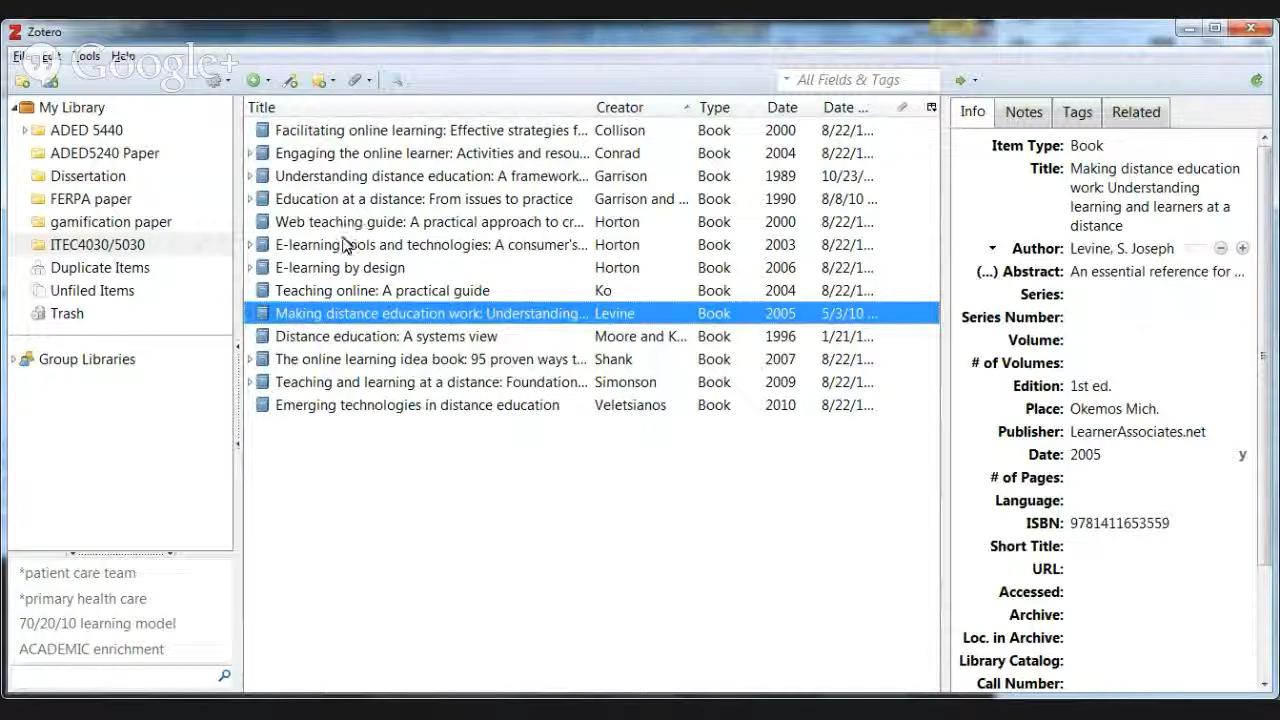 Zotero
File Edit Tools Help
Google+
All Fields & Tags
My Library
ADED 5440
ADED5240 Paper
Dissertation
FERPA paper
gamification paper
ITEC4030/5030
Duplicate Items
Unfiled Items
Trash
Group Libraries
*patient care team
*primary health care
70/20/10 learning model
ACADEMIC enrichment
Title Creator Type Date Date ...
Facilitating online learning: Effective strategies f... Collison Book 2000 8/22/1...
Engaging the online learner: Activities and resou... Conrad Book 2004 8/22/1...
Understanding distance education: A framework... Garrison Book 1989 10/23/...
Education at a distance: From issues to practice Garrison and ... Book 1990 8/8/10 ...
Web teaching guide: A practical approach to cr... Horton Book 2000 8/22/1...
E-learning tools and technologies: A consumer's... Horton Book 2003 8/22/1...
E-learning by design Horton Book 2006 8/22/1...
Teaching online: A practical guide Ko Book 2004 8/22/1...
Making distance education work: Understanding... Levine Book 2005 5/3/10 ...
Distance education: A systems view Moore and K... Book 1996 1/21/1...
The online learning idea book: 95 proven ways t... Shank Book 2007 8/22/1...
Teaching and learning at a distance: Foundation... Simonson Book 2009 8/22/1...
Emerging technologies in distance education Veletsianos Book 2010 8/22/1...
Info Notes Tags Related
Item Type: Book
Title: Making distance education
work: Understanding
learning and learners at a
distance
Author: Levine, S. Joseph
(...) Abstract: An essential reference for ...
Series:
Series Number:
Volume:
# of Volumes:
Edition: 1st ed.
Place: Okemos Mich.
Publisher: LearnerAssociates.net
Date: 2005 y
# of Pages:
Language:
ISBN: 9781411653559
Short Title:
URL:
Accessed:
Archive:
Loc. in Archive:
Library Catalog:
Call Number: